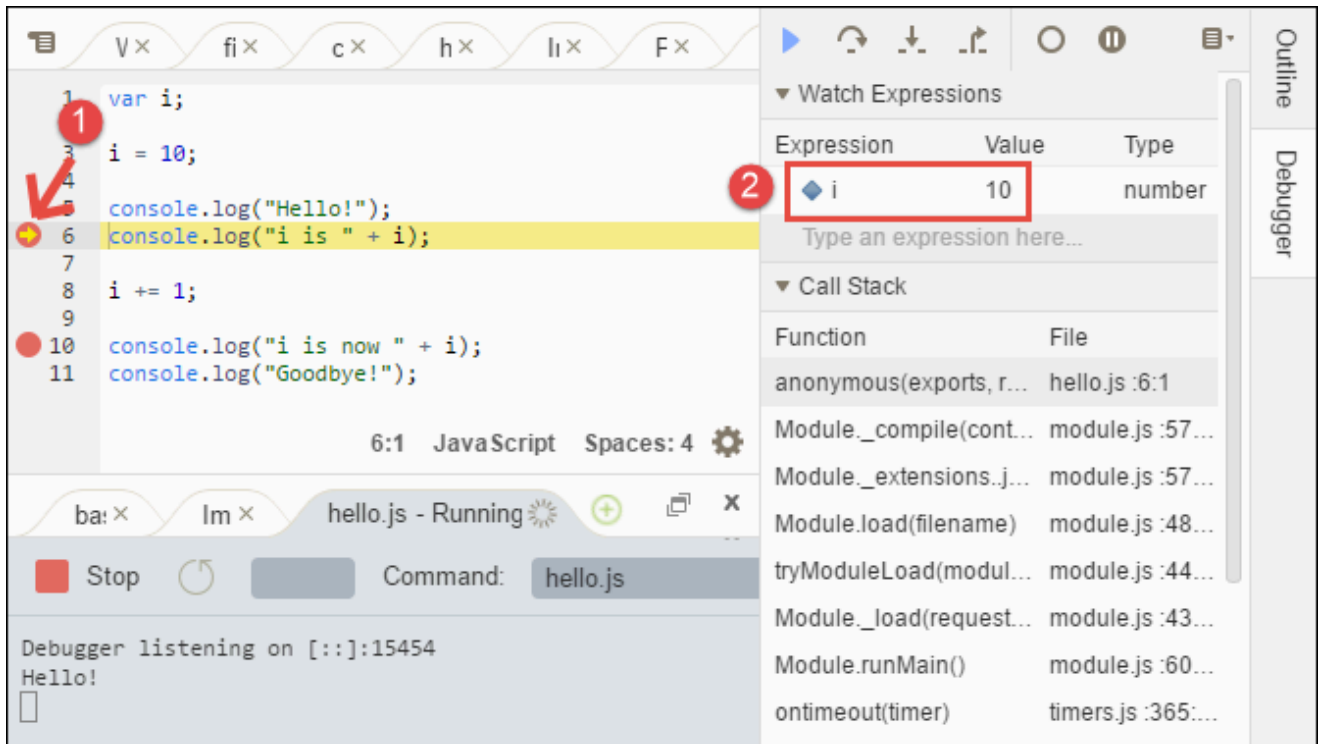 V× fi× c× h× F×
1 var i;
1
3 i = 10;
4
5 console.log("Hello!");
6 console.log("i is " + i);
7
8 i += 1;
9
10 console.log("i is now " + i);
11 console.log("Goodbye!");
6:1 JavaScript Spaces: 4
Watch Expressions
Expression Value Type
2
i 10 number
Type an expression here...
Call Stack
Function File
anonymous(exports, r... hello.js :6:1
Module._compile(cont... module.js :57...
Module._extensions..j... module.js :57...
Module.load(filename) module.js :48...
tryModuleLoad(modul... module.js :44...
Module._load(request... module.js :43...
Module.runMain() module.js :60...
ontimeout(timer) timers.js :365:...
Outline
Debugger
× Im × hello.js - Running
Stop Command: hello.js
Debugger listening on [::]:15454
Hello!